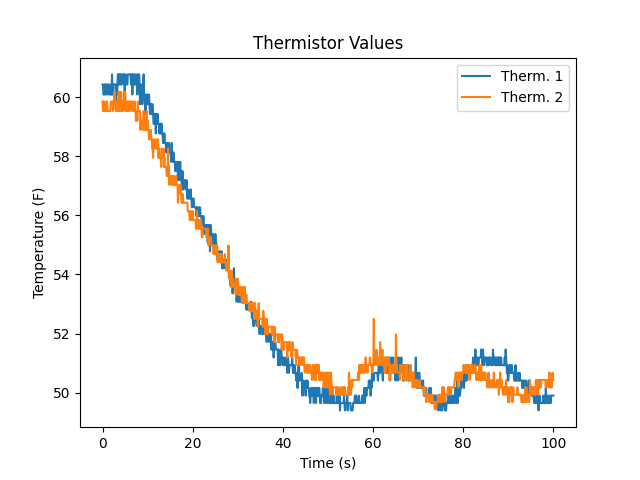 Thermistor Values
Therm. 1
Therm. 2
Temperature (F)
60
58
56
54
52
50
0 20 40 60 80 100
Time (s)